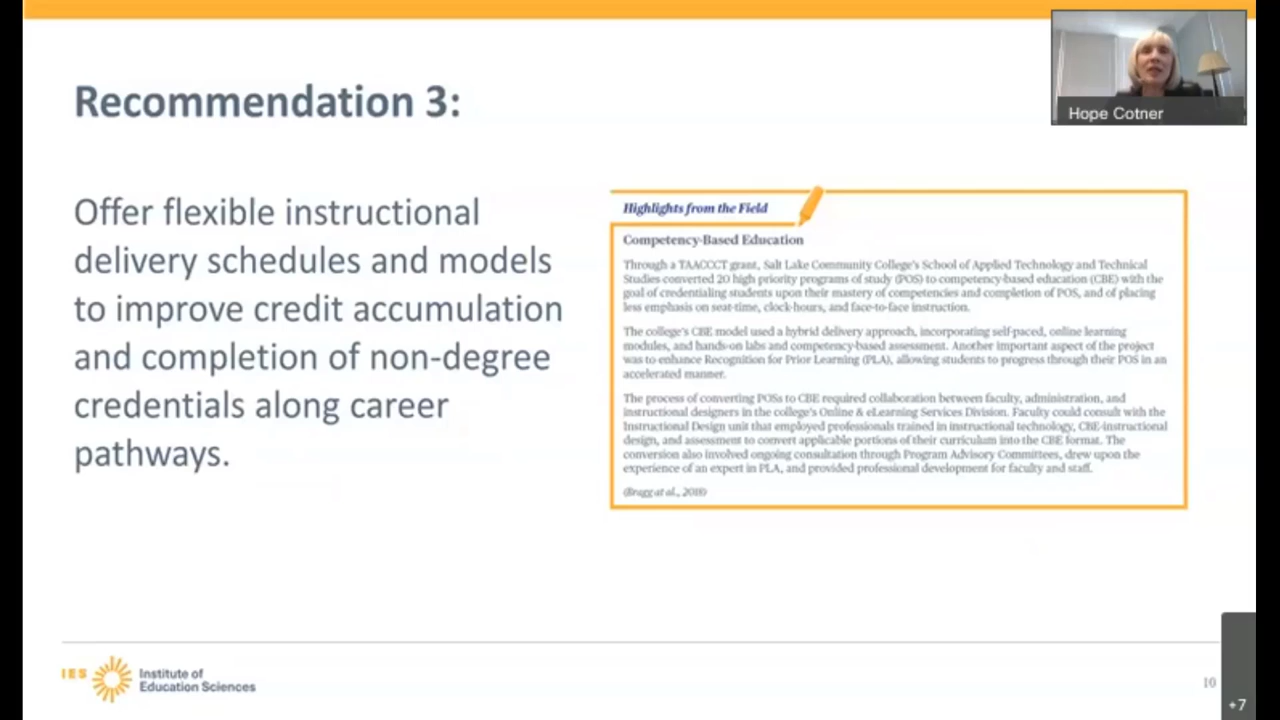 Hope Cotner
Recommendation 3:
Offer flexible instructional
delivery schedules and models
to improve credit accumulation
and completion of non-degree
credentials along career
pathways.
Highlights from the Field
Competency-Based Education
Through a TAACCCT grant, Salt Lake Community College's School of Applied Technology and Technical
Studies converted 20 high priority programs of study (POS) to competency-based education (CBE) with the
goal of credentialing students upon their mastery of competencies and completion of POS, and of placing
less emphasis on seat-time, clock-hours, and face-to-face instruction.
The college's CBE model used a hybrid delivery approach, incorporating self-paced, online learning
modules, and hands-on labs and competency-based assessment. Another important aspect of the project
was to enhance Recognition for Prior Learning (PLA), allowing students to progress through their POS in an
accelerated manner.
The process of converting POSs to CBE required collaboration between faculty, administration, and
instructional designers in the college's Online & eLearning Services Division. Faculty could consult with the
Instructional Design unit that employed professionals trained in instructional technology, CBE-instructional
design, and assessment to convert applicable portions of their curriculum into the CBE format. The
conversion also involved ongoing consultation through Program Advisory Committees, drew upon the
experience of an expert in PLA, and provided professional development for faculty and staff.
(Bragg at al., 2018)
IES
Institute of
Education Sciences
10
+7